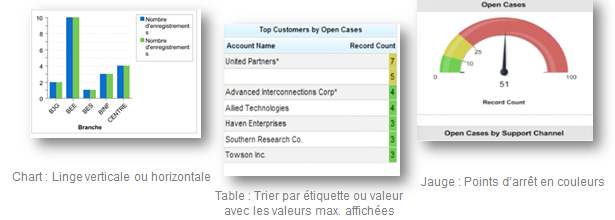 10
8
6
4
2
0
B3G
BEE
BES
BINF
CENTRE
Branche
Nombre
d'enregistrement
s
Nombre
d'enregistrement
s
Chart : Linge verticale ou horizontale
Top Customers by Open Cases
Account Name Record Count
United Partners* 7
5
Advanced Interconnections Corp* 4
Allied Technologies 4
Haven Enterprises 3
Southern Research Co. 3
Towson Inc. 3
Table : Trier par étiquette ou valeur
avec les valeurs max. affichées
Open Cases
0
25
50
100
51
Record Count
Open Cases by Support Channel
Jauge : Points d'arrêt en couleurs